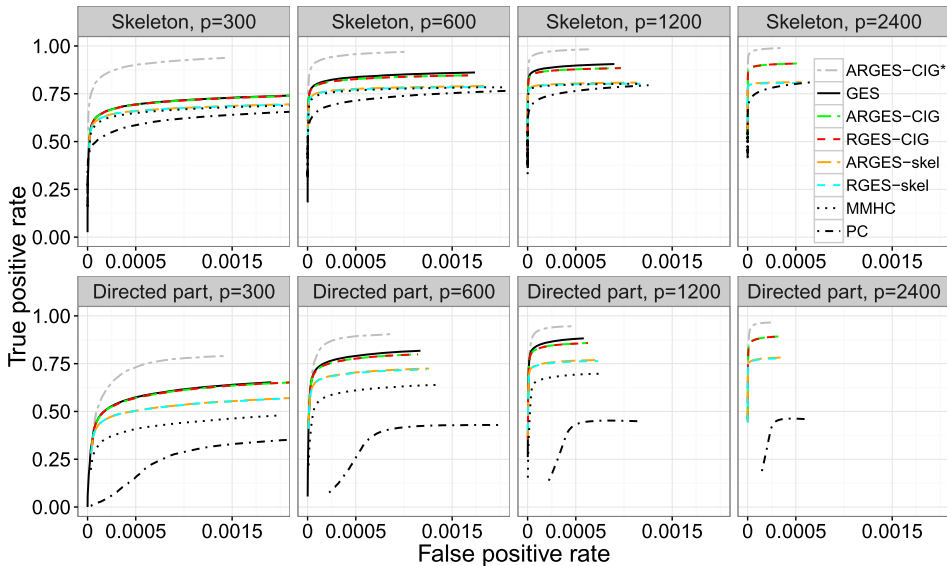 Skeleton, p=300
Skeleton, p=600
Skeleton, p=1200
Skeleton, p=2400
1.00
0.75
0.50
0.25
0.00
0 0.0005 0.0015
0 0.0005 0.0015
0 0.0005 0.0015
0 0.0005 0.0015
ARGES−CIG*
GES
ARGES−CIG
RGES−CIG
ARGES−skel
RGES−skel
MMHC
PC
True positive rate
Directed part, p=300
Directed part, p=600
Directed part, p=1200
Directed part, p=2400
1.00
0.75
0.50
0.25
0.00
0 0.0005 0.0015
0 0.0005 0.0015
0 0.0005 0.0015
0 0.0005 0.0015
False positive rate